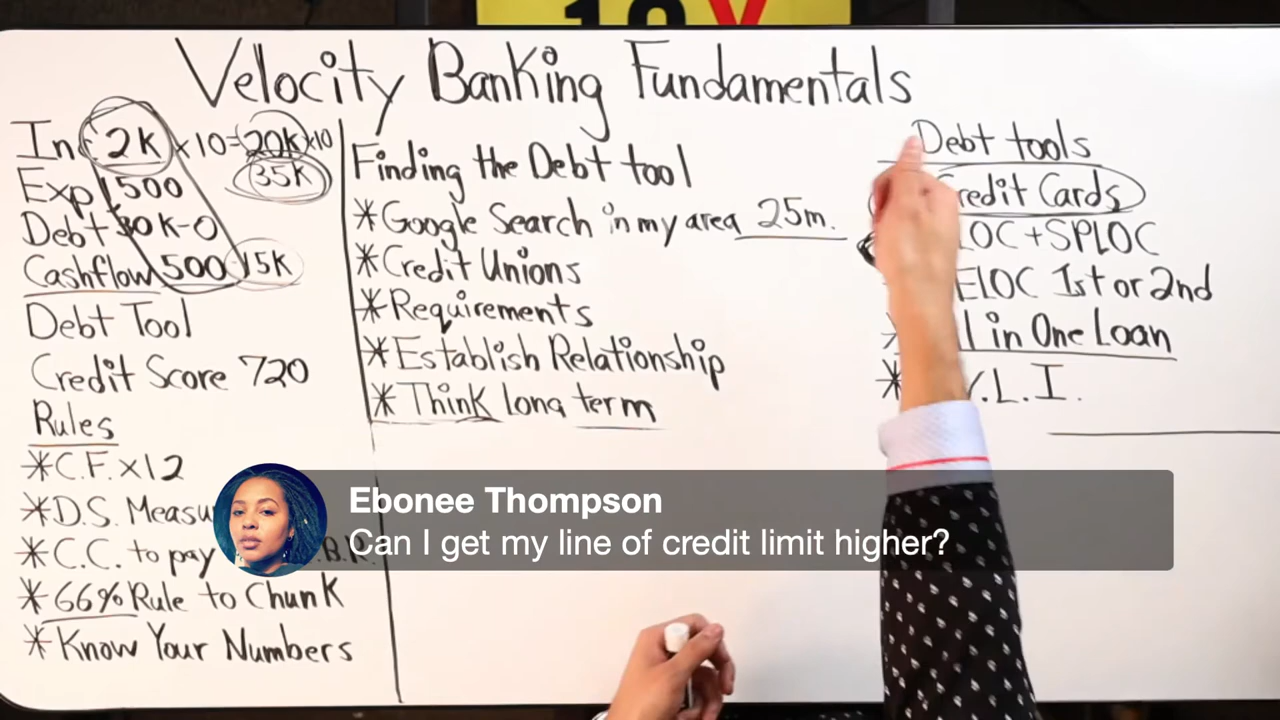 10X
Velocity Banking Fundamentals
Inc 2K x10=20K x10
35K
Exp 1500
Debt 30K-0
Cashflow 500 15K
Debt Tool
Credit Score 720
Rules
*C.F. x12
*D.S. Measu
*C.C. to pay B.R.
*66% Rule to Chunk
*Know Your Numbers
Finding the Debt tool
*Google Search in my area 25m.
*Credit Unions
*Requirements
*Establish Relationship
*Think long term
Debt tools
redit Cards
LOC+SPLOC
ELOC 1st or 2nd
l in One Loan
* .L.I.
Ebonee Thompson
Can I get my line of credit limit higher?